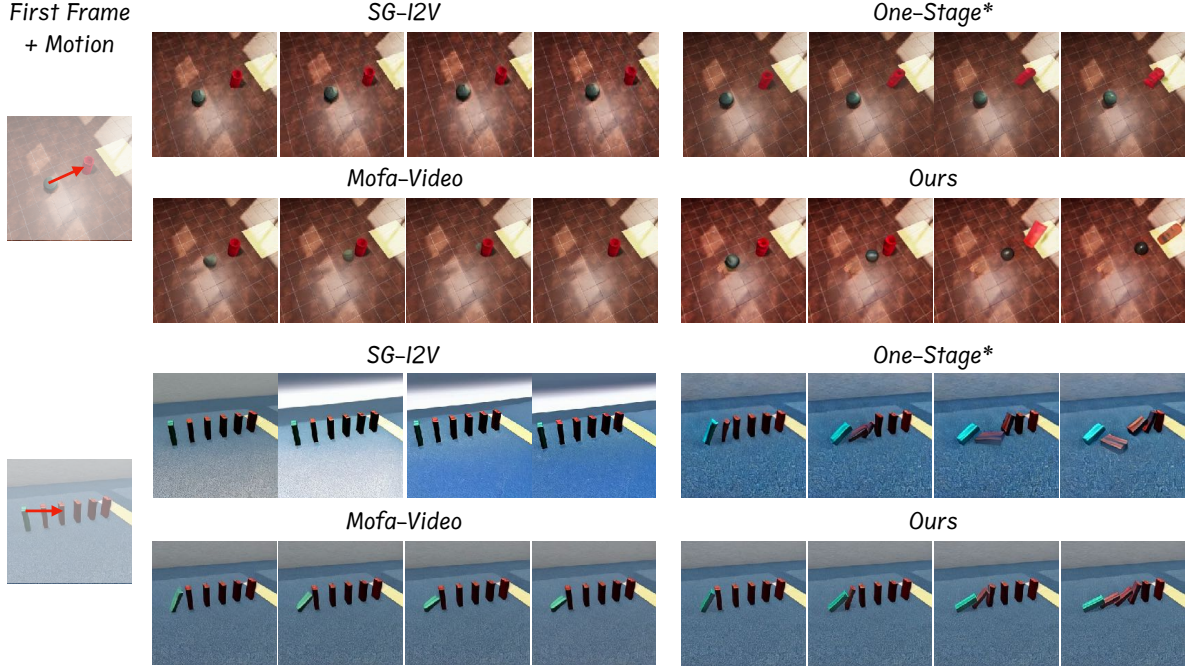 First Frame
+ Motion
SG-I2V
One-Stage*
Mofa-Video
Ours
SG-I2V
One-Stage*
Mofa-Video
Ours